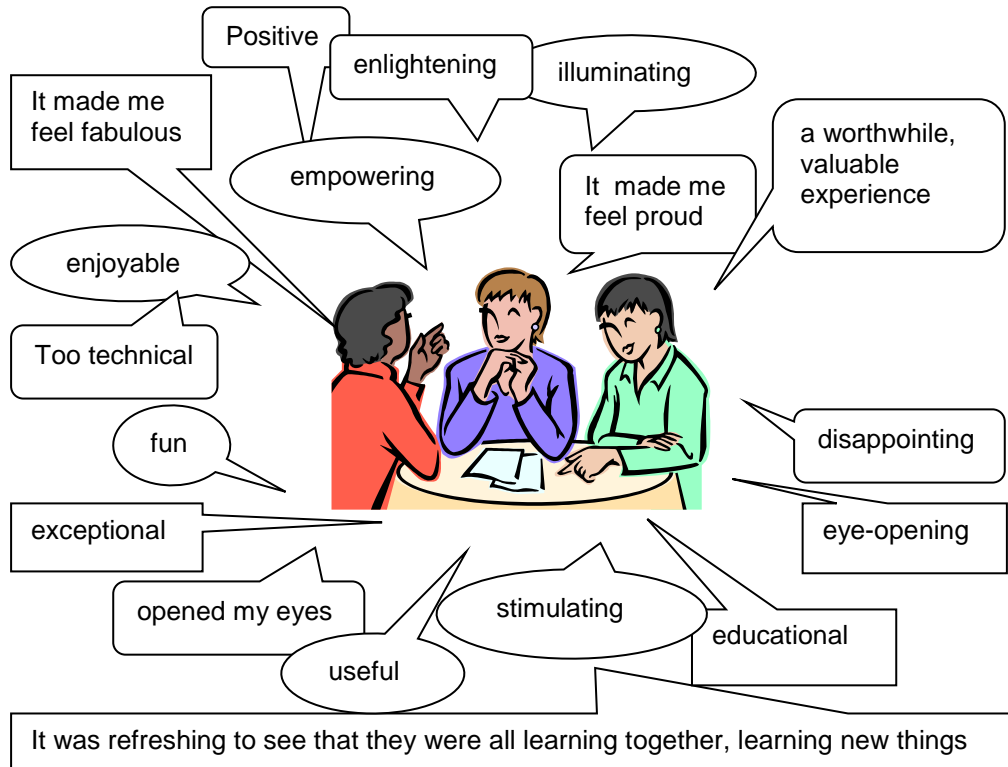 Positive
enlightening
illuminating
It made me
feel fabulous
a worthwhile,
valuable
experience
empowering
It  made me
feel proud
enjoyable
Too technical
fun
disappointing
exceptional
eye-opening
opened my eyes
stimulating
educational
useful
It was refreshing to see that they were all learning together, learning new things